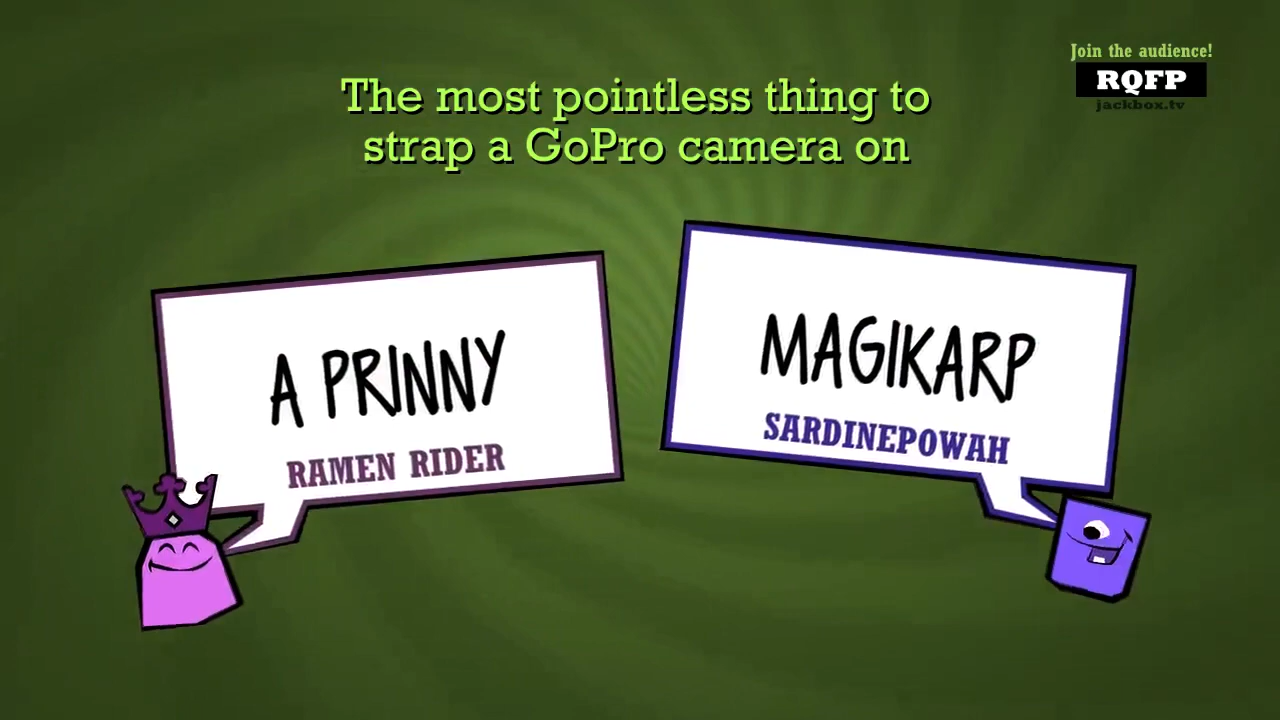 Join the audience!
RQFP
jackbox.tv
The most pointless thing to
strap a GoPro camera on
A PRINNY
RAMEN RIDER
MAGIKARP
SARDINEPOWAH